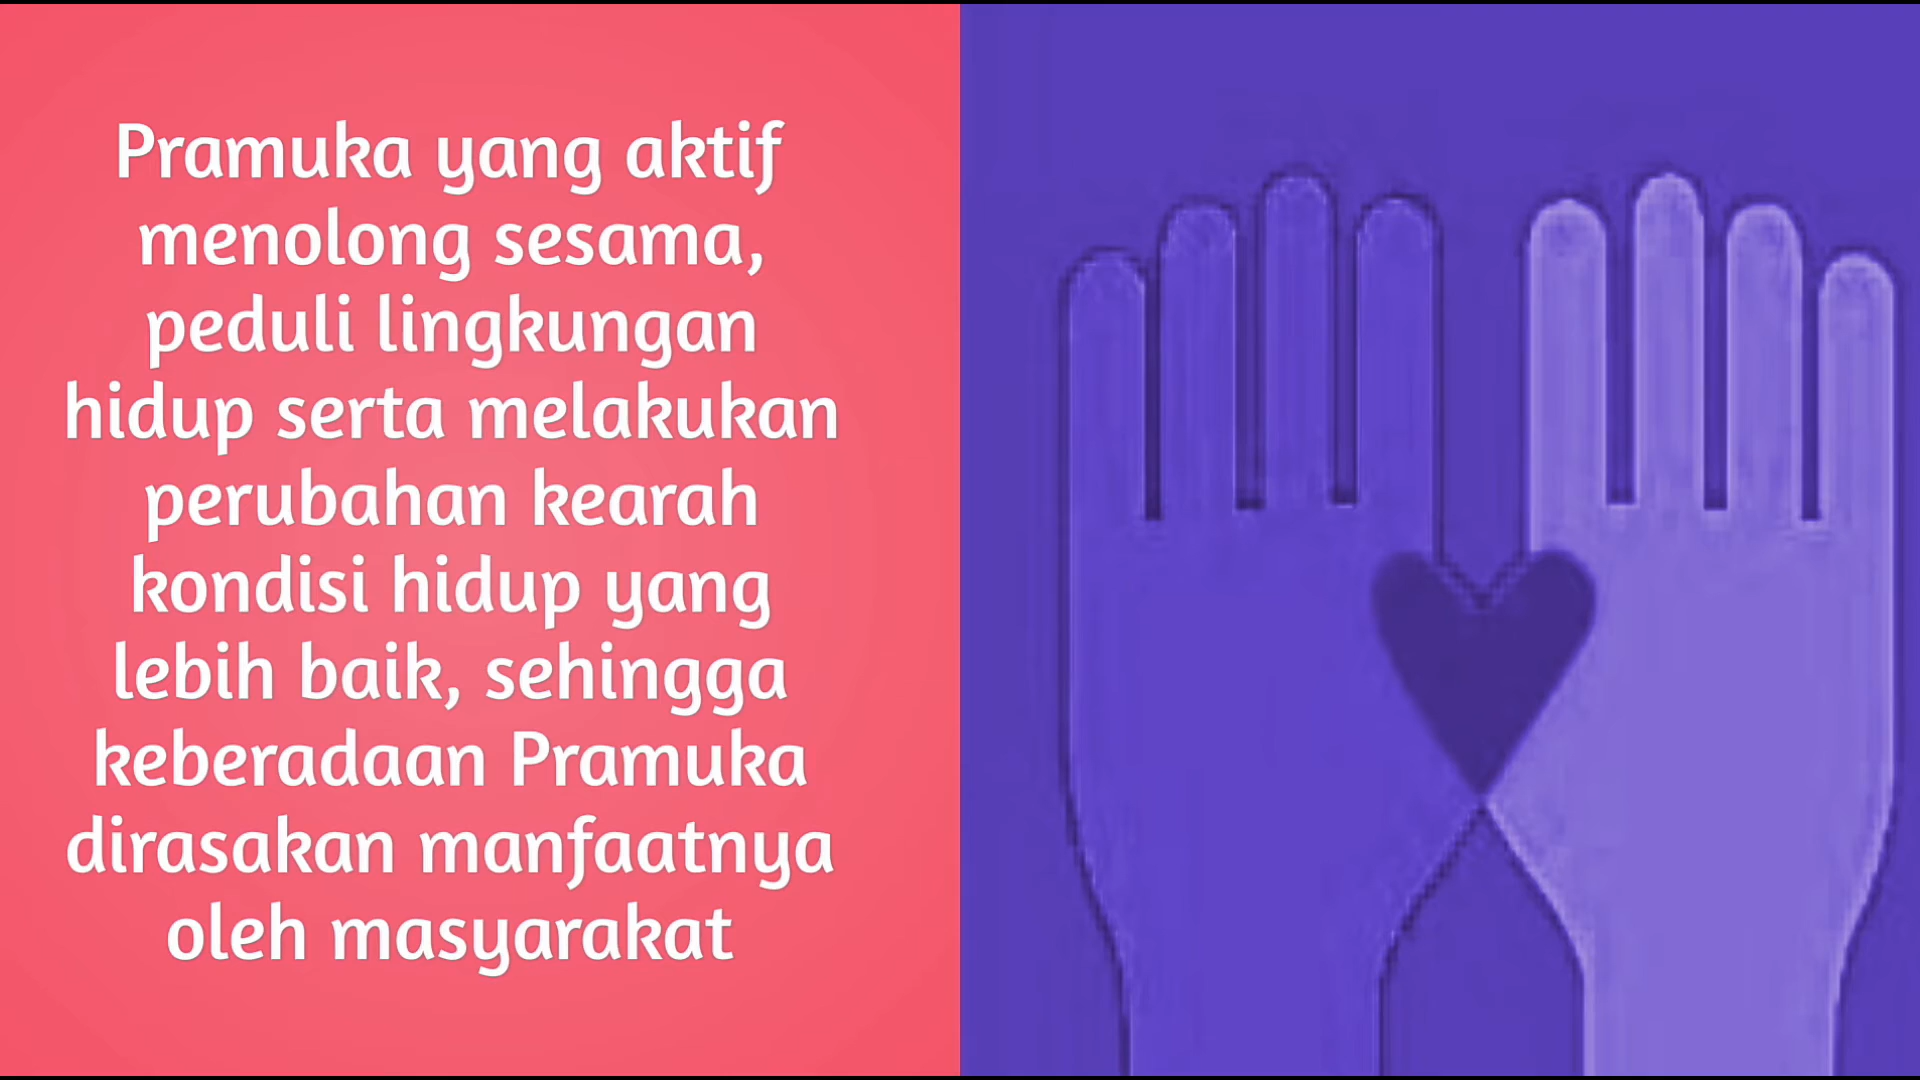 Pramuka yang aktif
menolong sesama,
peduli lingkungan
hidup serta melakukan
perubahan kearah
kondisi hidup yang
lebih baik, sehingga
keberadaan Pramuka
dirasakan manfaatnya
oleh masyarakat